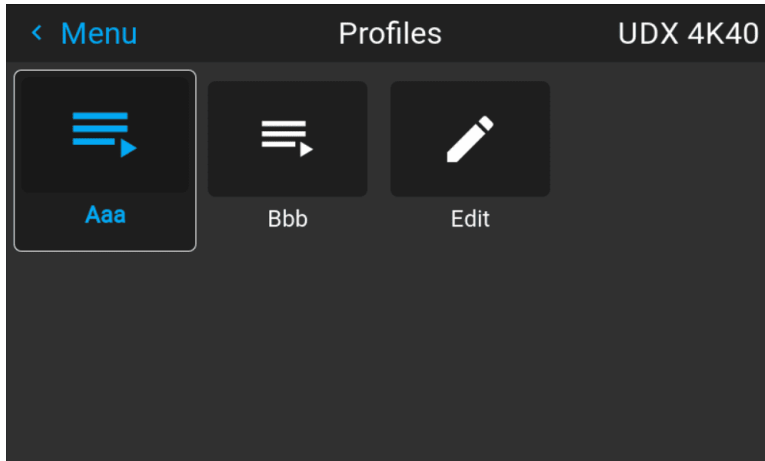 Menu
Profiles
UDX 4K40
Aaa
Bbb
Edit